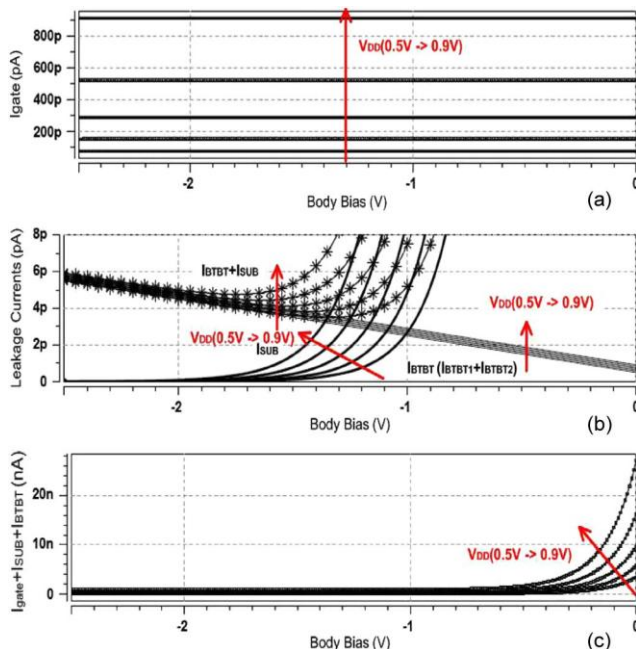 Igate (pA)
800p
600p
400p
200p
VDD(0.5V -> 0.9V)
-2
-1
0
Body Bias (V)
(a)
Leakage Currents (pA)
8p
6p
4p
2p
0
IBTBT+ISUB
VDD(0.5V -> 0.9V)
VDD(0.5V -> 0.9V)
ISUB
IBTBT (IBTBT1+IBTBT2)
-2
-1
0
Body Bias (V)
(b)
Igate+ISUB+IBTBT (nA)
20n
10n
0
VDD(0.5V -> 0.9V)
-2
-1
0
Body Bias (V)
(c)